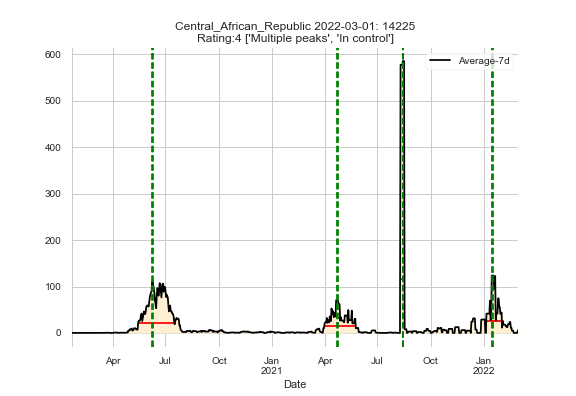 Central_African_Republic 2022-03-01: 14225
Rating:4 ['Multiple peaks', 'In control']
Average-7d
600
500
400
300
200
100
0
Apr
Jul
Oct
Jan
2021
Apr
Jul
Oct
Jan
2022
Date